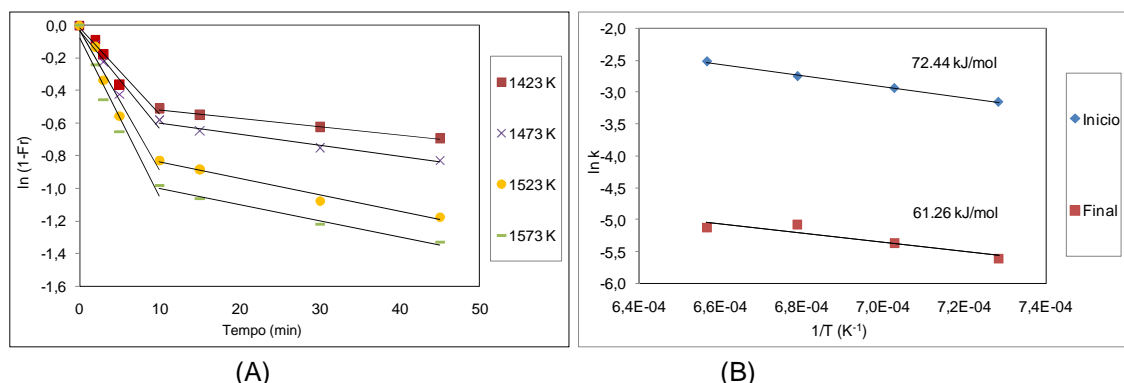 0,0
-0,2
-0,4
-0,6
-0,8
-1,0
-1,2
-1,4
-1,6
ln (1-Fr)
0 10 20 30 40 50
Tempo (min)
1423 K
1473 K
1523 K
1573 K
(A)
-2,0
-2,5
-3,0
-3,5
-4,0
-4,5
-5,0
-5,5
-6,0
ln k
72.44 kJ/mol
61.26 kJ/mol
6,4E-04 6,6E-04 6,8E-04 7,0E-04 7,2E-04 7,4E-04
1/T (K⁻¹)
Inicio
Final
(B)